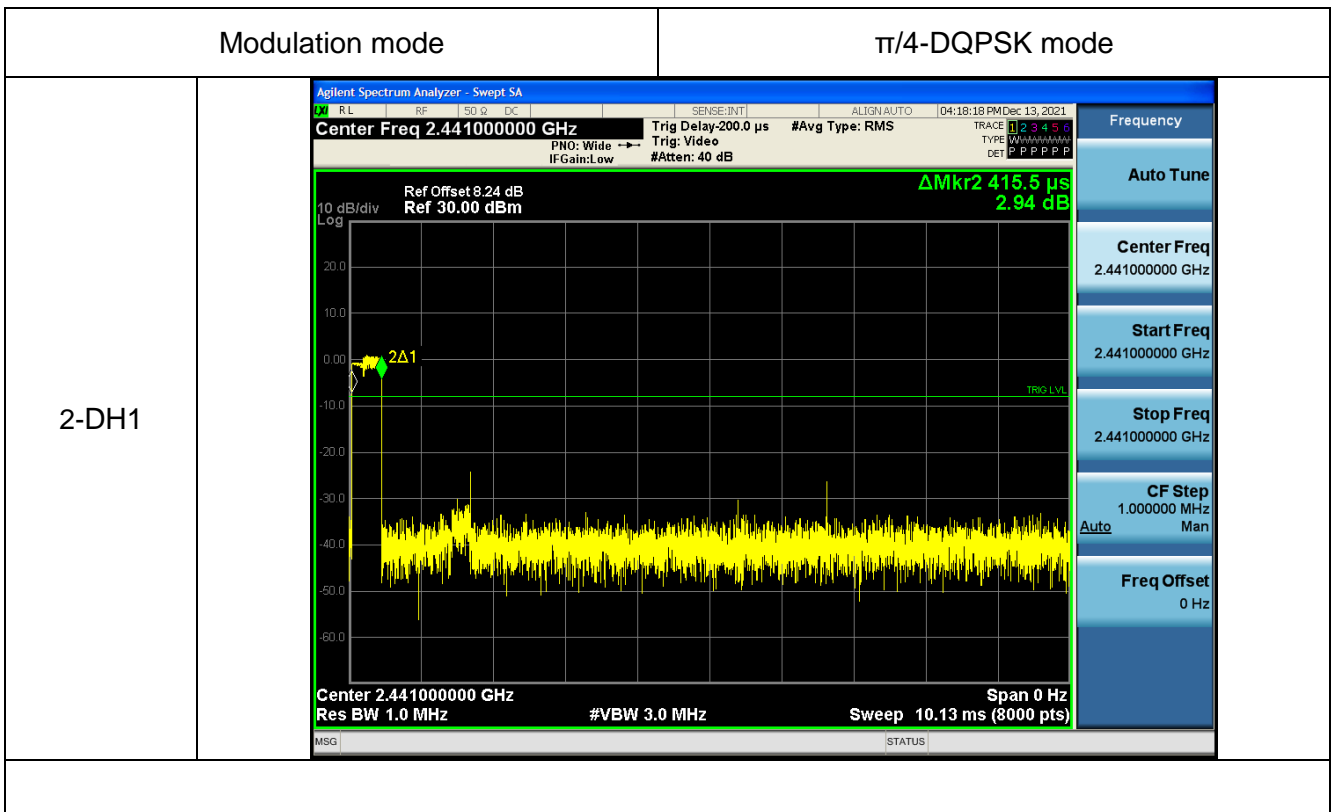 Modulation mode
π/4-DQPSK mode
2-DH1
Agilent Spectrum Analyzer - Swept SA
LXI RL RF 50 Ω DC SENSE:INT ALIGN AUTO 04:18:18 PM Dec 13, 2021
Center Freq 2.441000000 GHz
PNO: Wide
IFGain:Low
Trig Delay-200.0 µs
Trig: Video
#Atten: 40 dB
#Avg Type: RMS
TRACE 1 2 3 4 5 6
TYPE WWWWWW
DET P P P P P P
ΔMkr2 415.5 µs
2.94 dB
Ref Offset 8.24 dB
10 dB/div Ref 30.00 dBm
Log
20.0
10.0
0.00
2Δ1
TRIG LVL
-10.0
-20.0
-30.0
-40.0
-50.0
-60.0
Center 2.441000000 GHz Span 0 Hz
Res BW 1.0 MHz #VBW 3.0 MHz Sweep 10.13 ms (8000 pts)
MSG STATUS
Frequency
Auto Tune
Center Freq
2.441000000 GHz
Start Freq
2.441000000 GHz
Stop Freq
2.441000000 GHz
CF Step
1.000000 MHz
Auto Man
Freq Offset
0 Hz